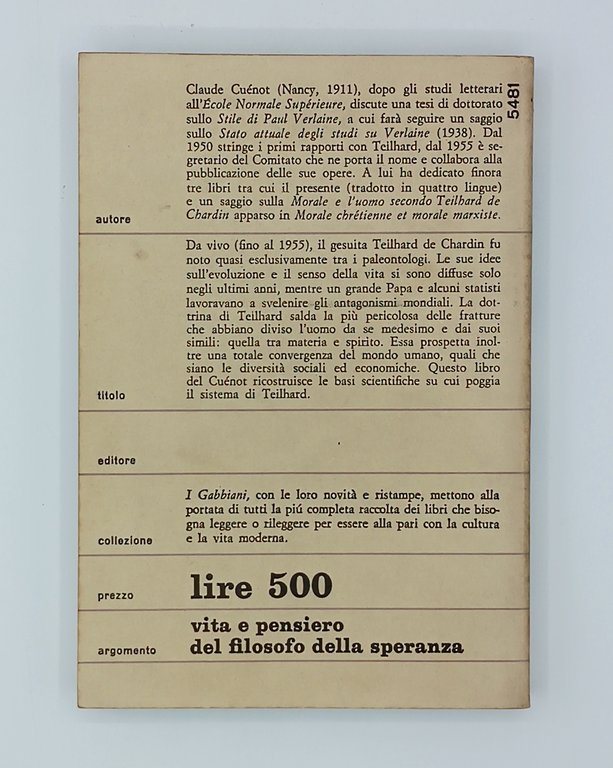 Claude Cuénot (Nancy, 1911), dopo gli studi letterari
all'École Normale Supérieure, discute una tesi di dottorato
sullo Stile di Paul Verlaine, a cui farà seguire un saggio
sullo Stato attuale degli studi su Verlaine (1938). Dal
1950 stringe i primi rapporti con Teilhard, dal 1955 è se-
gretario del Comitato che ne porta il nome e collabora alla
pubblicazione delle sue opere. A lui ha dedicato finora
tre libri tra cui il presente (tradotto in quattro lingue)
e un saggio sulla Morale e l'uomo secondo Teilhard de
Chardin apparso in Morale chrétienne et morale marxiste.
autore
5481
Da vivo (fino al 1955), il gesuita Teilhard de Chardin fu
noto quasi esclusivamente tra i paleontologi. Le sue idee
sull'evoluzione e il senso della vita si sono diffuse solo
negli ultimi anni, mentre un grande Papa e alcuni statisti
lavoravano a svelenire gli antagonismi mondiali. La dot-
trina di Teilhard salda la più pericolosa delle fratture
che abbiano diviso l'uomo da se medesimo e dai suoi
simili: quella tra materia e spirito. Essa prospetta inol-
tre una totale convergenza del mondo umano, quali che
siano le diversità sociali ed economiche. Questo libro
del Cuénot ricostruisce le basi scientifiche su cui poggia
il sistema di Teilhard.
titolo
editore
I Gabbiani, con le loro novità e ristampe, mettono alla
portata di tutti la piú completa raccolta dei libri che biso-
gna leggere o rileggere per essere alla pari con la cultura
e la vita moderna.
collezione
prezzo
lire 500
vita e pensiero
del filosofo della speranza
argomento